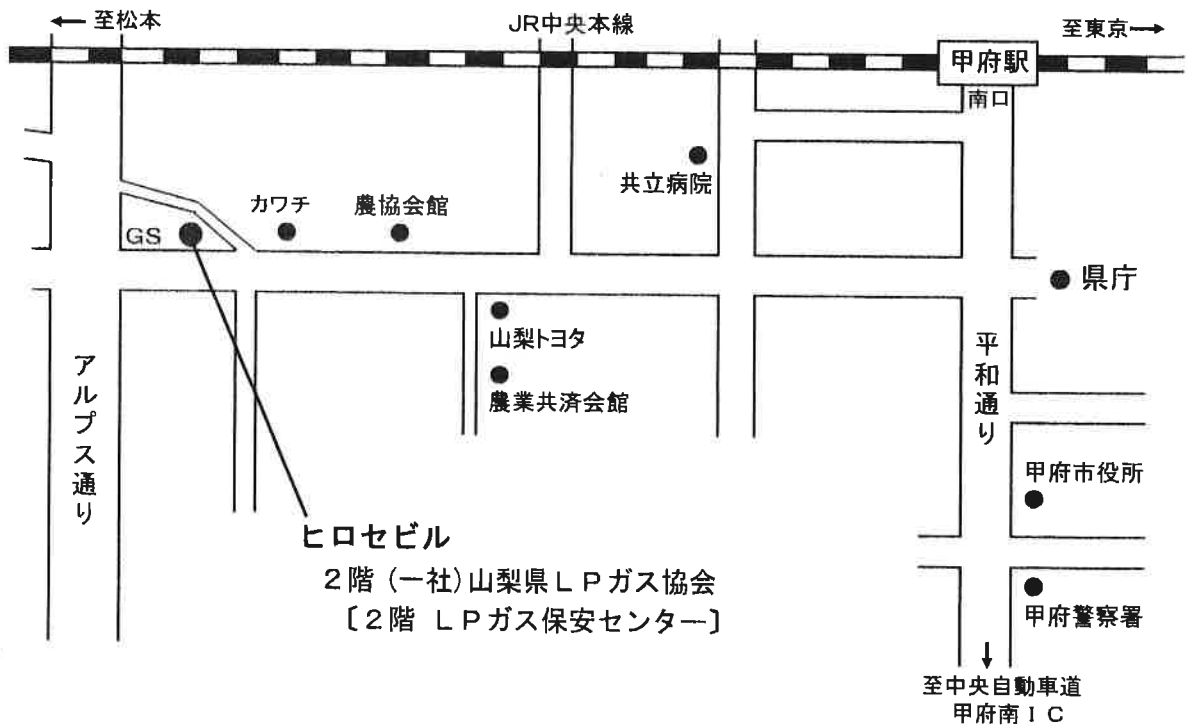 ←至松本
JR中央本線
至東京→
甲府駅
南口
共立病院
カワチ
農協会館
GS
県庁
山梨トヨタ
農業共済会館
アルプス通り
平和通り
甲府市役所
ヒロセビル
2階 (一社)山梨県LPガス協会
〔2階 LPガス保安センター〕
甲府警察署
至中央自動車道
甲府南IC